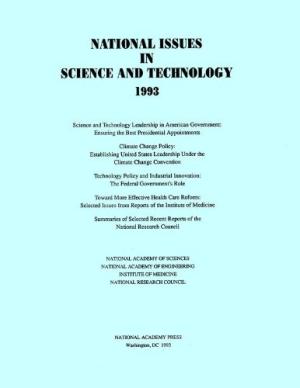 NATIONAL ISSUES
IN
SCIENCE AND TECHNOLOGY
1993
Science and Technology Leadership in American Government:
Ensuring the Best Presidential Appointments
Climate Change Policy:
Establishing United States Leadership Under the
Climate Change Convention
Technology Policy and Industrial Innovation:
The Federal Government's Role
Toward More Effective Health Care Reform:
Selected Issues from Reports of the Institute of Medicine
Summaries of Selected Recent Reports of the
National Research Council
NATIONAL ACADEMY OF SCIENCES
NATIONAL ACADEMY OF ENGINEERING
INSTITUTE OF MEDICINE
NATIONAL RESEARCH COUNCIL
NATIONAL ACADEMY PRESS
Washington, DC 1993